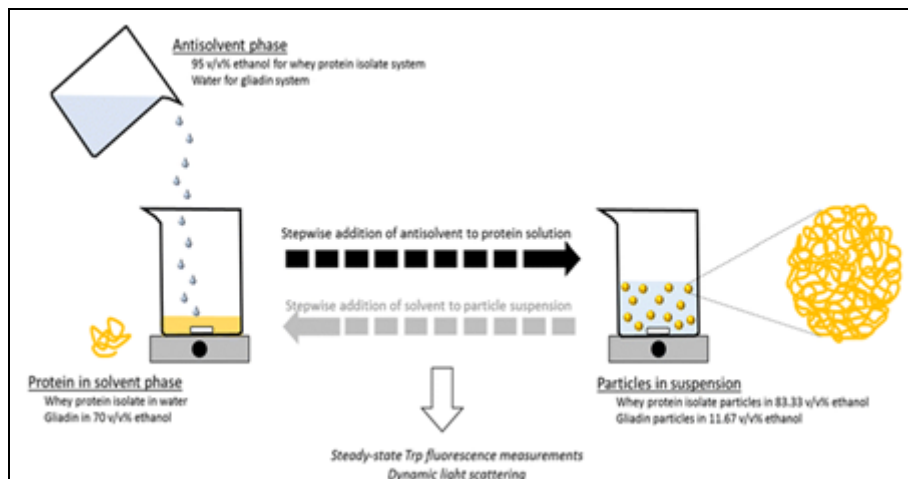 Antisolvent phase
95 v/v% ethanol for whey protein isolate system
Water for gliadin system
Stepwise addition of antisolvent to protein solution
Stepwise addition of solvent to particle suspension
Protein in solvent phase
Whey protein isolate in water
Gliadin in 70 v/v% ethanol
Particles in suspension
Whey protein isolate particles in 83.33 v/v% ethanol
Gliadin particles in 11.67 v/v% ethanol
Steady-state Trp fluorescence measurements
Dynamic light scattering